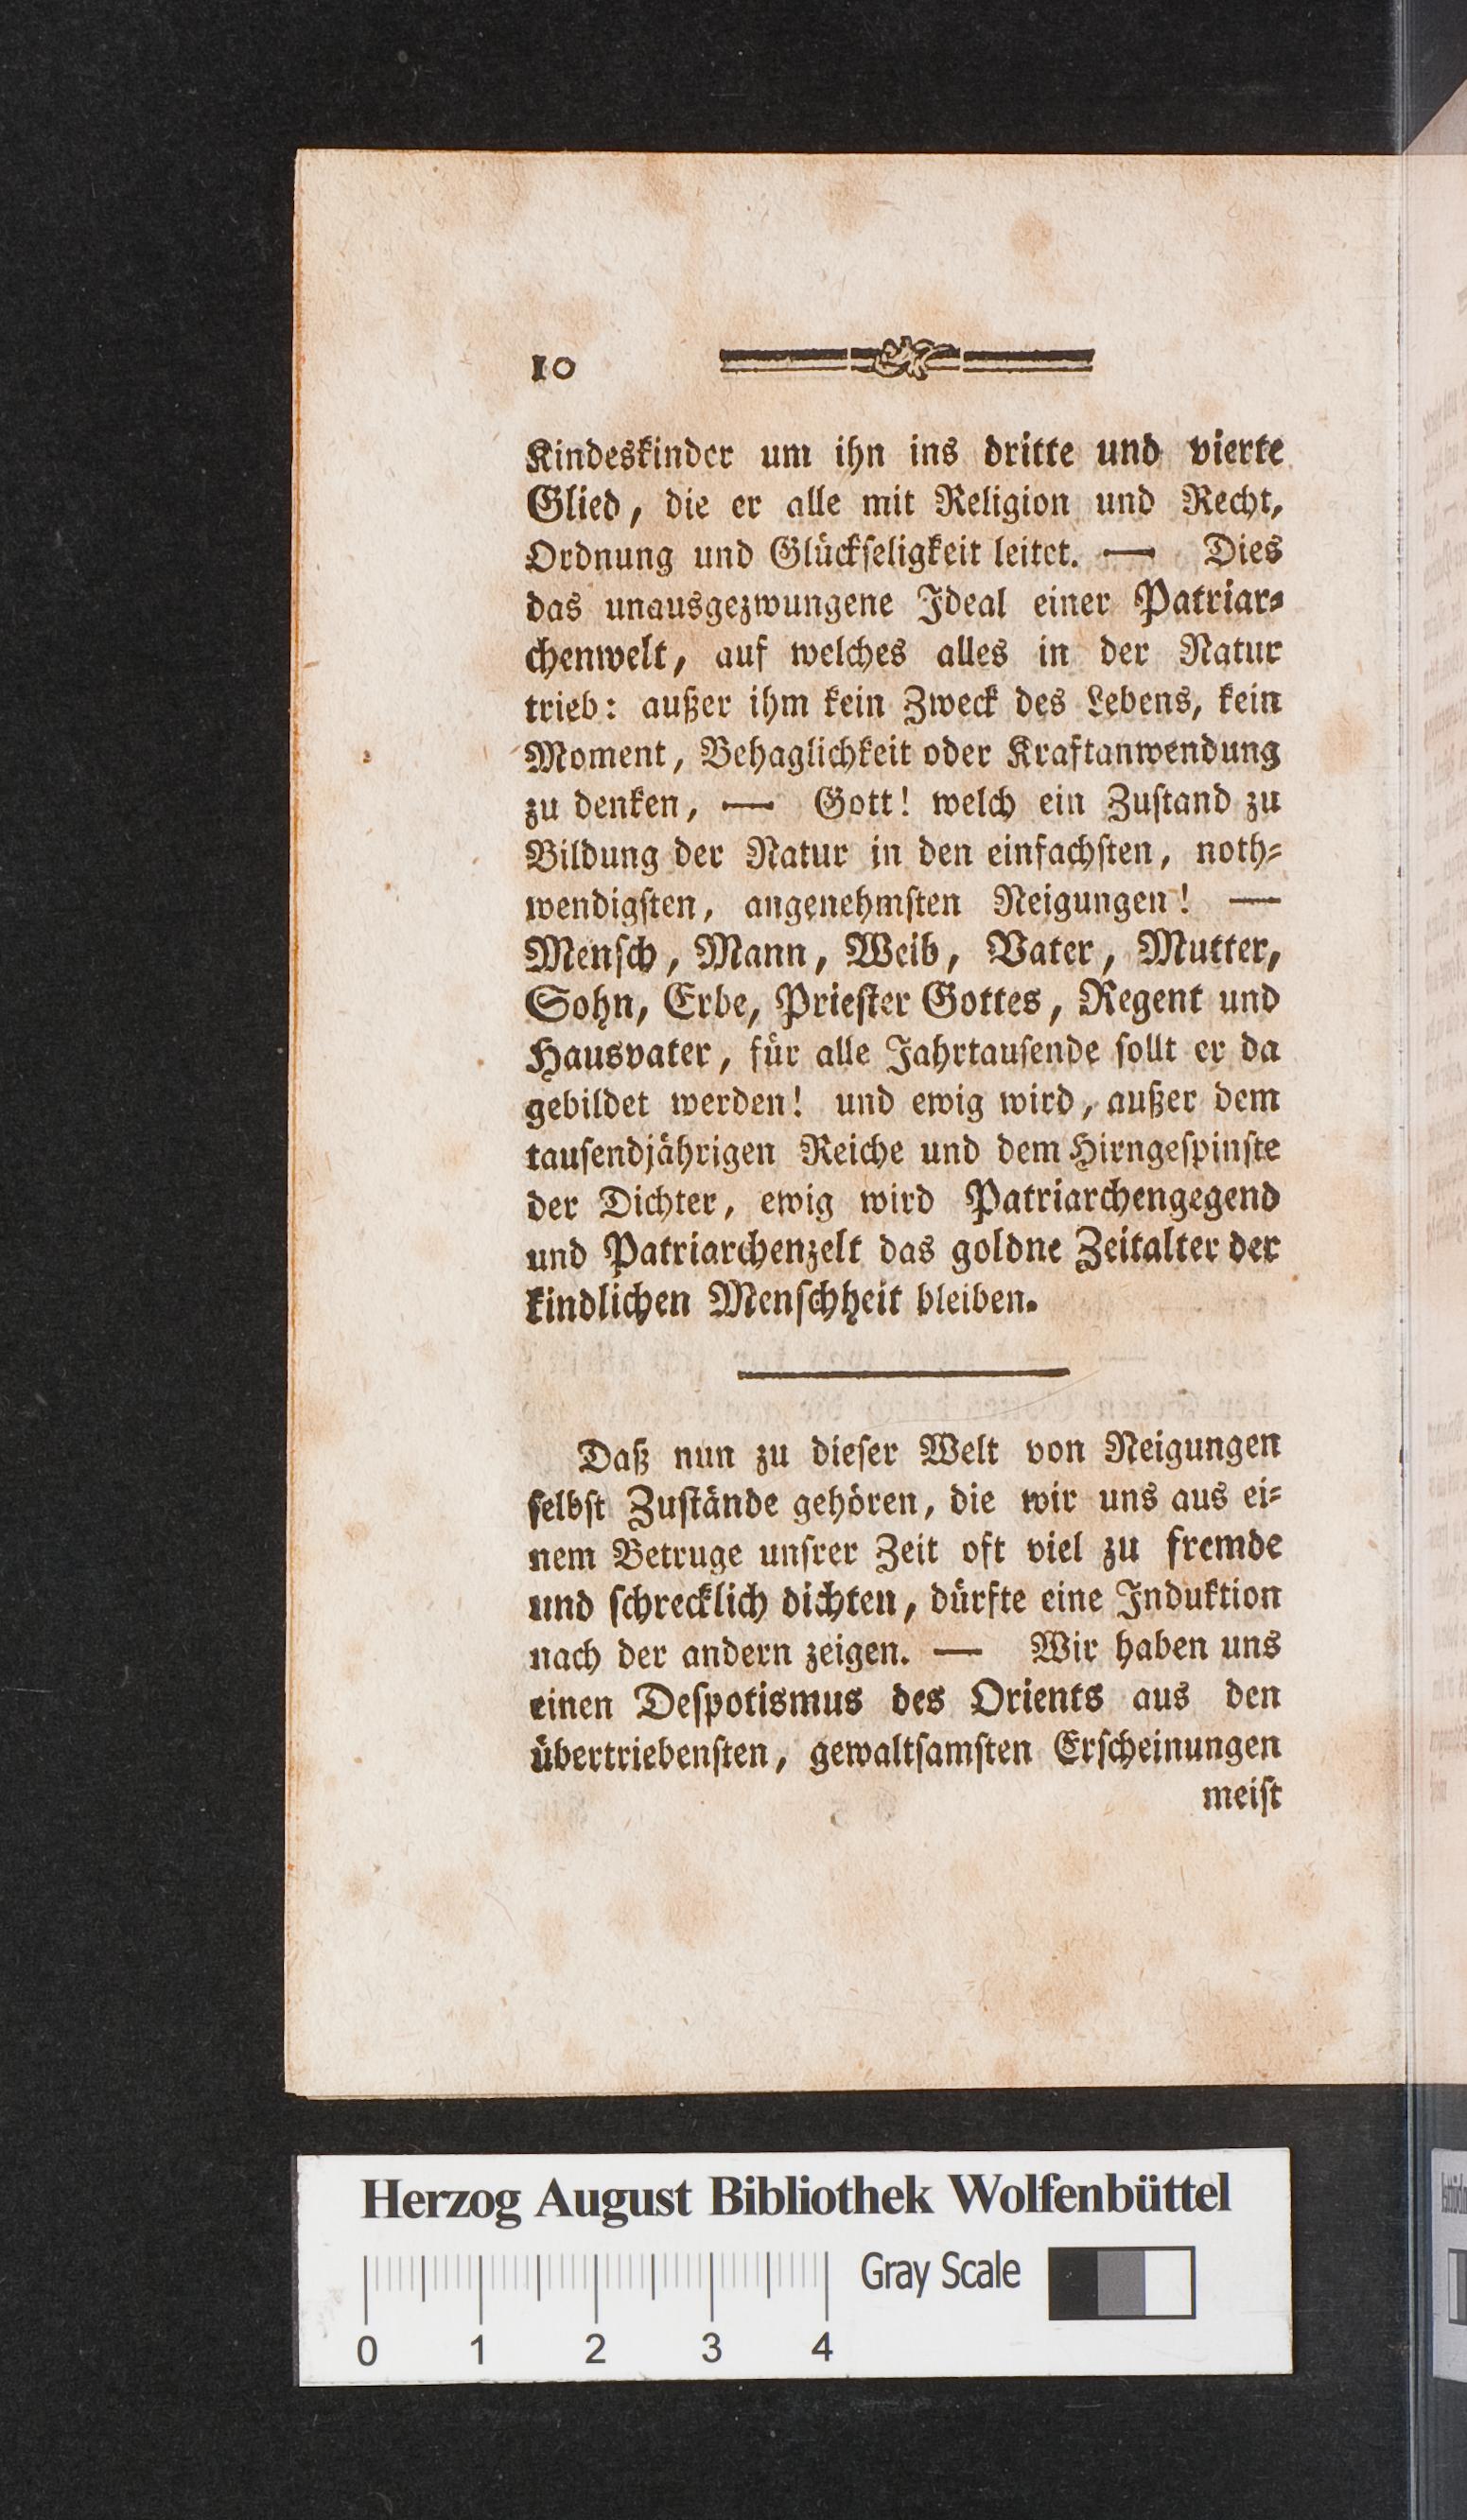 10
Kindeskinder um ihn ins dritte und vierte
Glied, die er alle mit Religion und Recht,
Ordnung und Glückſeligkeit leitet. — Dies
das unausgezwungene Ideal einer Patriar⸗
chenwelt, auf welches alles in der Natur
trieb: außer ihm kein Zweck des Lebens, kein
Moment, Behaglichkeit oder Kraftanwendung
zu denken, — Gott! welch ein Zuſtand zu
Bildung der Natur in den einfachſten, noth⸗
wendigſten, angenehmſten Neigungen! —
Menſch, Mann, Weib, Vater, Mutter,
Sohn, Erbe, Prieſter Gottes, Regent und
Hausvater, für alle Jahrtauſende ſollt er da
gebildet werden! und ewig wird, außer dem
tauſendjährigen Reiche und dem Hirngeſpinſte
der Dichter, ewig wird Patriarchengegend
und Patriarchenzelt das goldne Zeitalter der
kindlichen Menſchheit bleiben.
Daß nun zu dieſer Welt von Neigungen
ſelbſt Zuſtände gehören, die wir uns aus ei⸗
nem Betruge unſrer Zeit oft viel zu fremde
und ſchrecklich dichten, dürfte eine Induktion
nach der andern zeigen. — Wir haben uns
einen Deſpotismus des Orients aus den
übertriebenſten, gewaltſamſten Erſcheinungen
meiſt
Herzog August Bibliothek Wolfenbüttel
Gray Scale
0 1 2 3 4